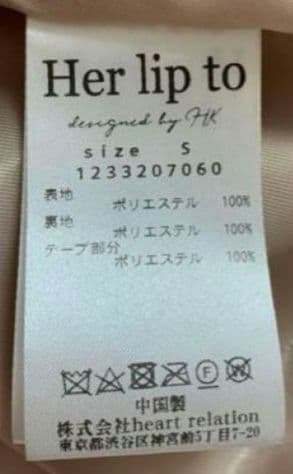 Her lip to
designed by HK
size S
1233207060
表地
ポリエステル 100%
裏地
ポリエステル 100%
テープ部分
ポリエステル 100%
中国製
株式会社heart relation
東京都渋谷区神宮前5丁目7-20